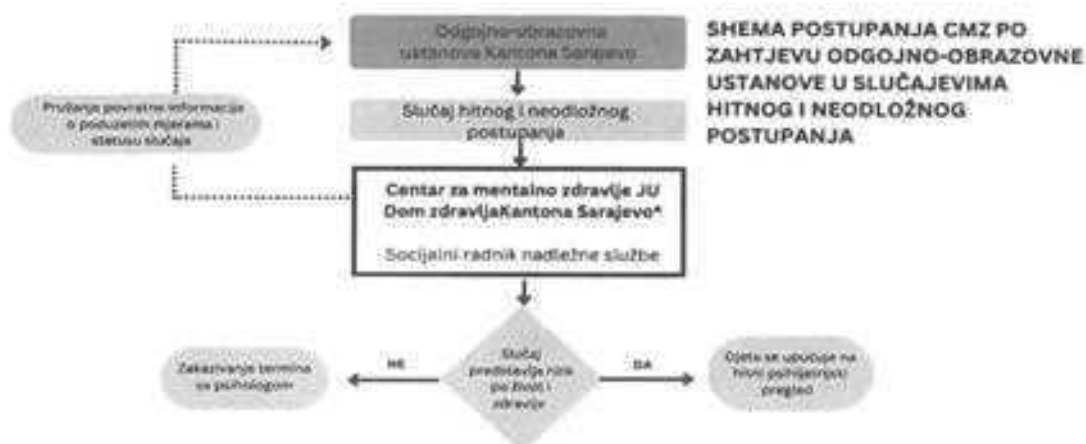 Odgojno-obrazovna
ustanove Kantona Sarajevo
SHEMA POSTUPANJA CMZ PO
ZAHTJEVU ODGOJNO-OBRAZOVNE
USTANOVE U SLUČAJEVIMA
HITNOG I NEODLOŽNOG
POSTUPANJA
Pružanje povratne informacije
o poduzetim mjerama i
statusu slučaja
Slučaj hitnog i neodložnog
postupanja
Centar za mentalno zdravlje JU
Dom zdravljaKantona Sarajevo*
Socijalni radnik nadležne službe
Slučaj
predstavlja rizik
po život i
zdravlje
NE
DA
Zakazivanje termina
sa psihologom
Dijete se upućuje na
hitni psihijatrijski
pregled